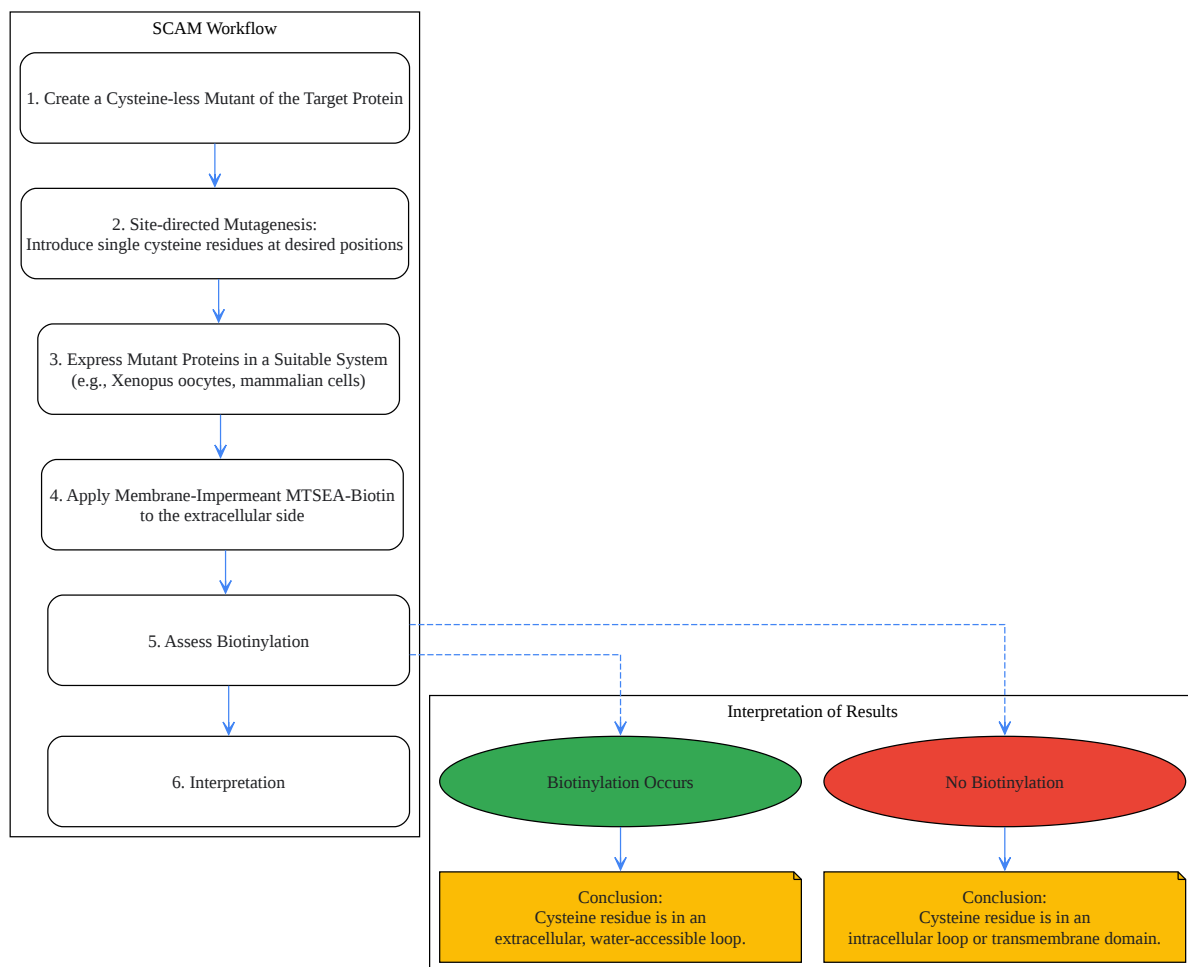 SCAM Workflow
1. Create a Cysteine-less Mutant of the Target Protein
2. Site-directed Mutagenesis:
Introduce single cysteine residues at desired positions
3. Express Mutant Proteins in a Suitable System
(e.g., Xenopus oocytes, mammalian cells)
4. Apply Membrane-Impermeant MTSEA-Biotin
to the extracellular side
5. Assess Biotinylation
6. Interpretation
Interpretation of Results
Biotinylation Occurs
No Biotinylation
Conclusion:
Cysteine residue is in an
extracellular, water-accessible loop.
Conclusion:
Cysteine residue is in an
intracellular loop or transmembrane domain.